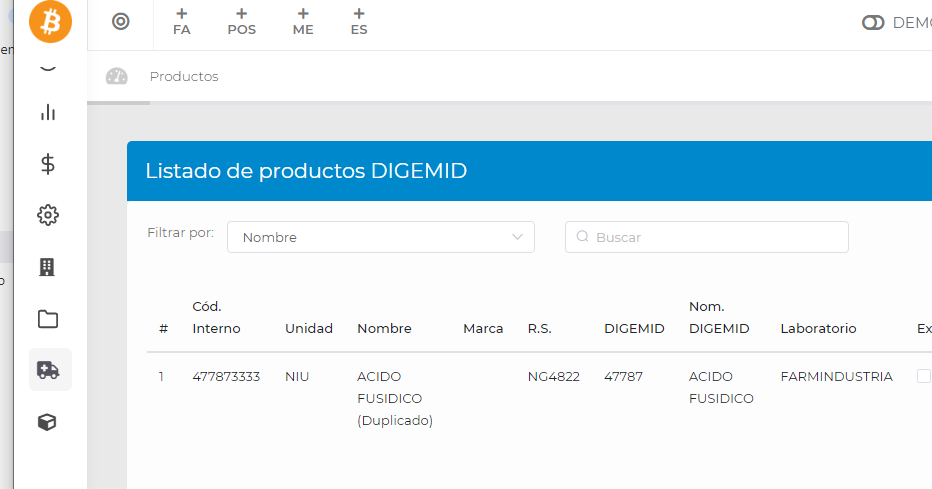 FA
POS
ME
ES
DEMO
Productos
Listado de productos DIGEMID
Filtrar por:
Nombre
Buscar
#
Cód.
Interno
Unidad
Nombre
Marca
R.S.
DIGEMID
Nom.
DIGEMID
Laboratorio
Ex
1
477873333
NIU
ACIDO
FUSIDICO
(Duplicado)
NG4822
47787
ACIDO
FUSIDICO
FARMINDUSTRIA